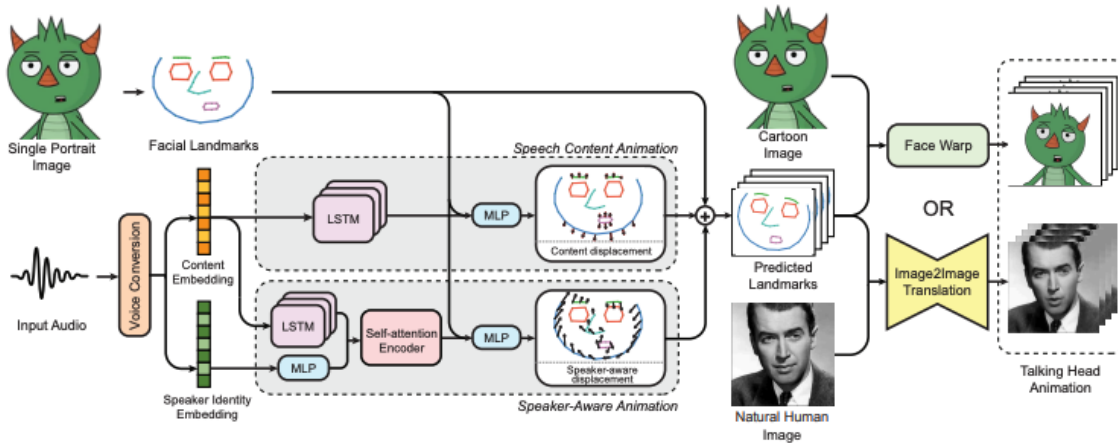 Single Portrait
Image
Facial Landmarks
Input Audio
Voice Conversion
Content
Embedding
Speaker Identity
Embedding
Speech Content Animation
LSTM
MLP
Content displacement
LSTM
MLP
Self-attention
Encoder
MLP
Speaker-aware
displacement
Speaker-Aware Animation
Cartoon
Image
Predicted
Landmarks
Natural Human
Image
Face Warp
OR
Image2Image
Translation
Talking Head
Animation